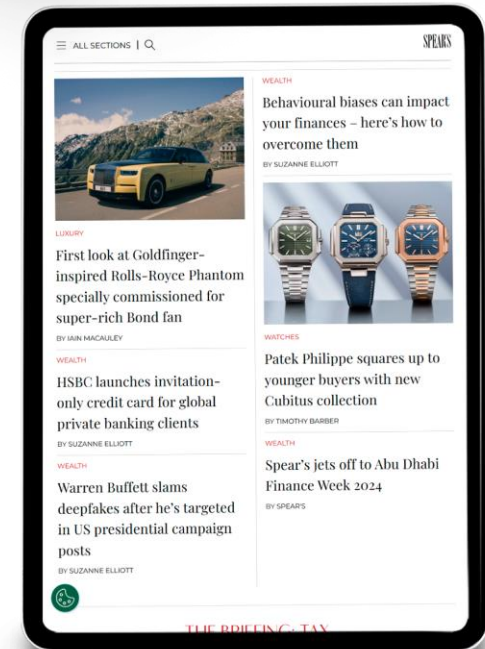 ALL SECTIONS
SPEAR'S
LUXURY
First look at Goldfinger-
inspired Rolls-Royce Phantom
specially commissioned for
super-rich Bond fan
BY IAIN MACAULEY
WEALTH
HSBC launches invitation-
only credit card for global
private banking clients
BY SUZANNE ELLIOTT
WEALTH
Warren Buffett slams
deepfakes after he's targeted
in US presidential campaign
posts
BY SUZANNE ELLIOTT
WEALTH
Behavioural biases can impact
your finances – here's how to
overcome them
BY SUZANNE ELLIOTT
WATCHES
Patek Philippe squares up to
younger buyers with new
Cubitus collection
BY TIMOTHY BARBER
WEALTH
Spear's jets off to Abu Dhabi
Finance Week 2024
BY SPEAR'S
THE BRIEFING: TAX